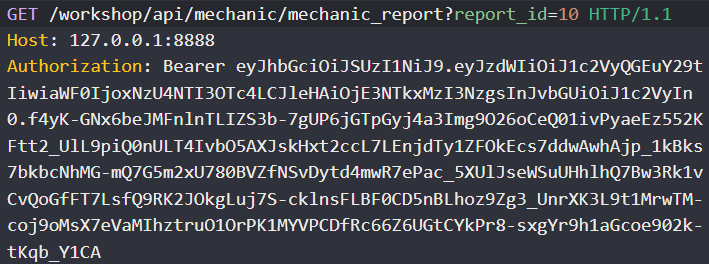 GET /workshop/api/mechanic/mechanic_report?report_id=10 HTTP/1.1
Host: 127.0.0.1:8888
Authorization: Bearer eyJhbGciOiJSUzI1NiJ9.eyJzdWIiOiJ1c2VyQGEuY29t
IiwiaWF0IjoxNzU4NTI3OTc4LCJleHAiOjE3NTkxMzI3NzgsInJvbGUiOiJ1c2VyIn
0.f4yK-GNx6beJMFnlnTLIZS3b-7gUP6jGTpGyj4a3Img9O26oCeQ01ivPyaeEz552K
Ftt2_UlL9piQ0nULT4IvbO5AXJskHxt2ccL7LEnjdTy1ZFOkEcs7ddwAwhAjp_1kBks
7bkbcNhMG-mQ7G5m2xU780BVZfNSvDytd4mwR7ePac_5XUlJseWSuUHhlhQ7Bw3Rk1v
CvQoGfFT7LsfQ9RK2JOkgLuj7S-cklnsFLBF0CD5nBLhoz9Zg3_UnrXK3L9t1MrwTM-
coj9oMsX7eVaMIhztruO1OrPK1MYVPCDfRc66Z6UGtCYkPr8-sxgYr9h1aGcoe902k-
tKqb_Y1CA